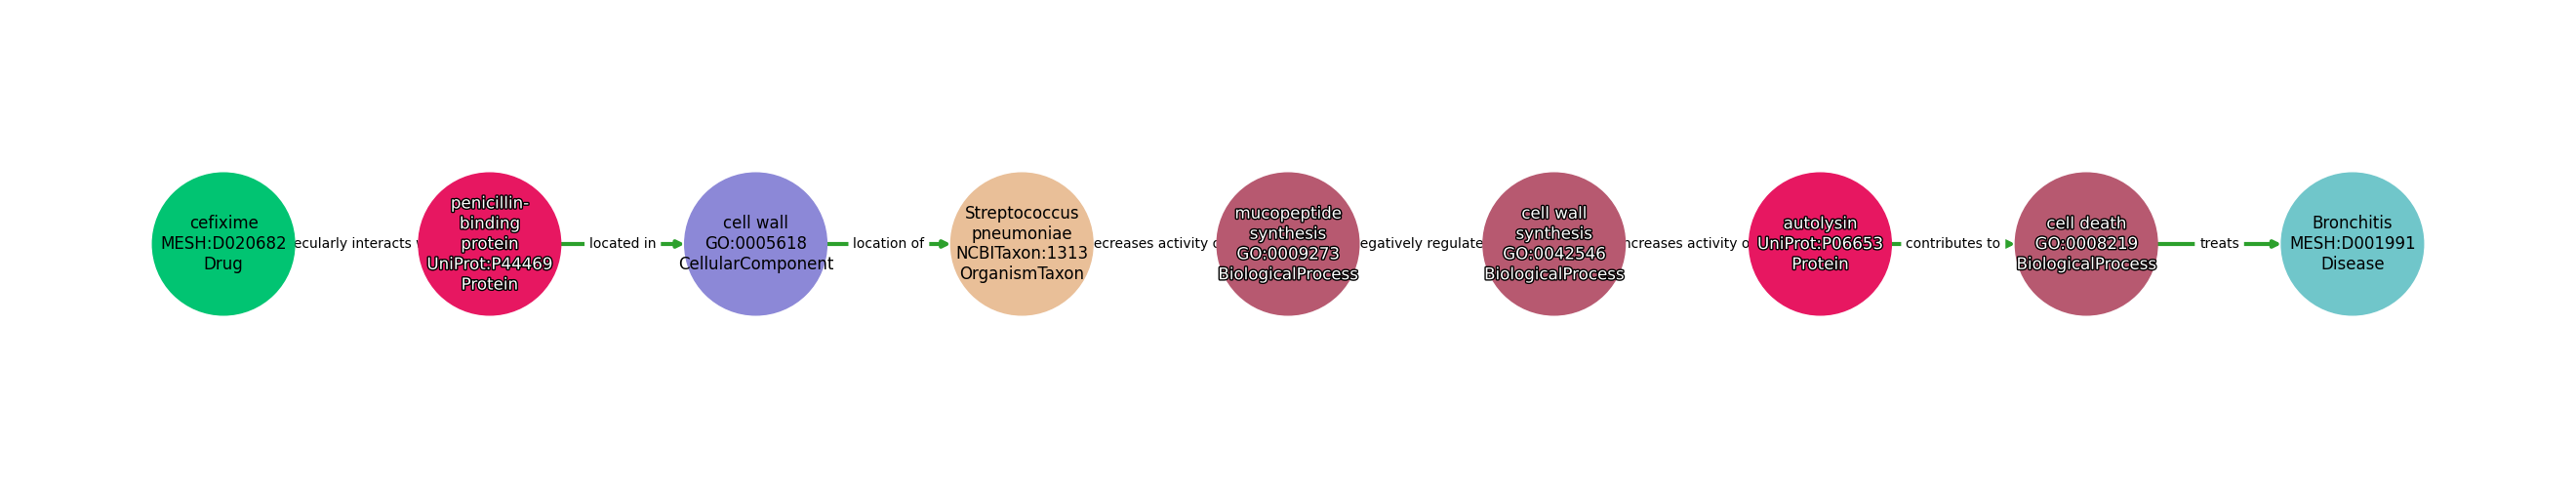 cefixime
MESH:D020682
Drug
ecularly interacts
penicillin-
binding
protein
UniProt:P44469
Protein
located in
cell wall
GO:0005618
CellularComponent
location of
Streptococcus
pneumoniae
NCBITaxon:1313
OrganismTaxon
ecreases activity
mucopeptide
synthesis
GO:0009273
BiologicalProcess
egatively regulate
cell wall
synthesis
GO:0042546
BiologicalProcess
ncreases activity o
autolysin
UniProt:P06653
Protein
contributes to
cell death
GO:0008219
BiologicalProcess
treats
Bronchitis
MESH:D001991
Disease